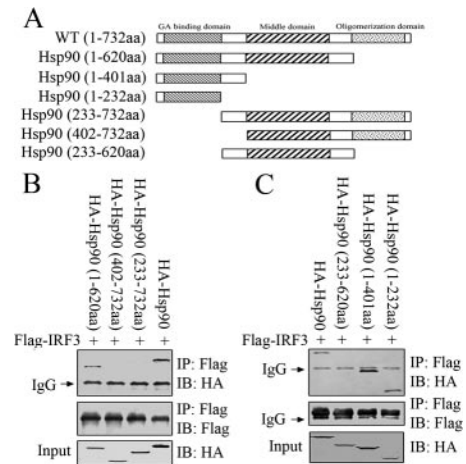 A
GA binding domain Middle domain Oligomerization domain
WT (1-732aa)
Hsp90 (1-620aa)
Hsp90 (1-401aa)
Hsp90 (1-232aa)
Hsp90 (233-732aa)
Hsp90 (402-732aa)
Hsp90 (233-620aa)
B
HA-Hsp90 (1-620aa)
HA-Hsp90 (402-732aa)
HA-Hsp90 (233-732aa)
HA-Hsp90
Flag-IRF3 + + + +
IP: Flag
IgG
IB: HA
IP: Flag
IB: Flag
Input
IB: HA
C
HA-Hsp90
HA-Hsp90 (233-620aa)
HA-Hsp90 (1-401aa)
HA-Hsp90 (1-232aa)
Flag-IRF3 + + + +
IgG
IP: Flag
IB: HA
IP: Flag
IgG
IB: Flag
Input
IB: HA